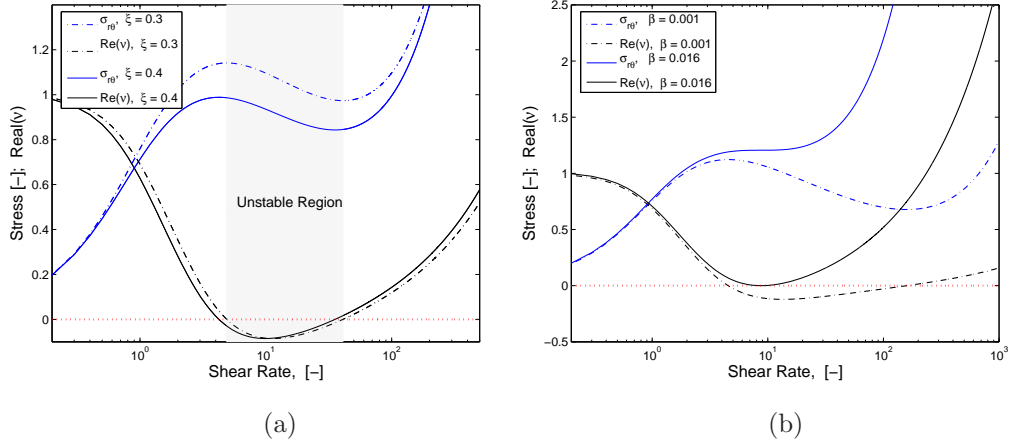 σrθ, ξ = 0.3
Re(ν), ξ = 0.3
σrθ, ξ = 0.4
Re(ν), ξ = 0.4
Stress [-]; Real(ν)
1.2
1
0.8
0.6
0.4
0.2
0
Unstable Region
10^0
10^1
10^2
Shear Rate, [-]
(a)
σrθ, β = 0.001
Re(ν), β = 0.001
σrθ, β = 0.016
Re(ν), β = 0.016
Stress [-]; Real(ν)
2.5
2
1.5
1
0.5
0
-0.5
10^0
10^1
10^2
10^3
Shear Rate, [-]
(b)